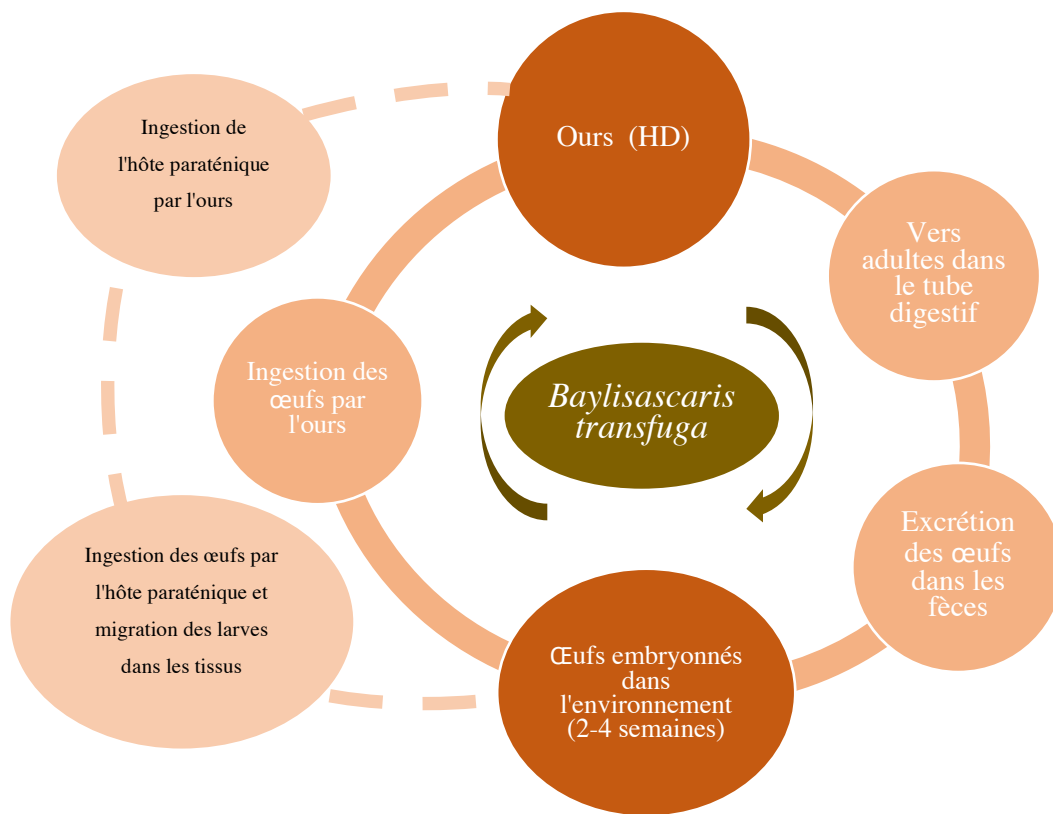 Ours (HD)
Vers
adultes dans
le tube
digestif
Excrétion
des œufs
dans les
fèces
Œufs embryonnés
dans
l'environnement
(2-4 semaines)
Ingestion des
œufs par
l'ours
Ingestion de
l'hôte paraténique
par l'ours
Ingestion des œufs par
l'hôte paraténique et
migration des larves
dans les tissus
Baylisascaris
transfuga